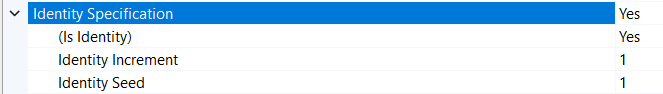 Identity Specification Yes
(Is Identity) Yes
Identity Increment 1
Identity Seed 1